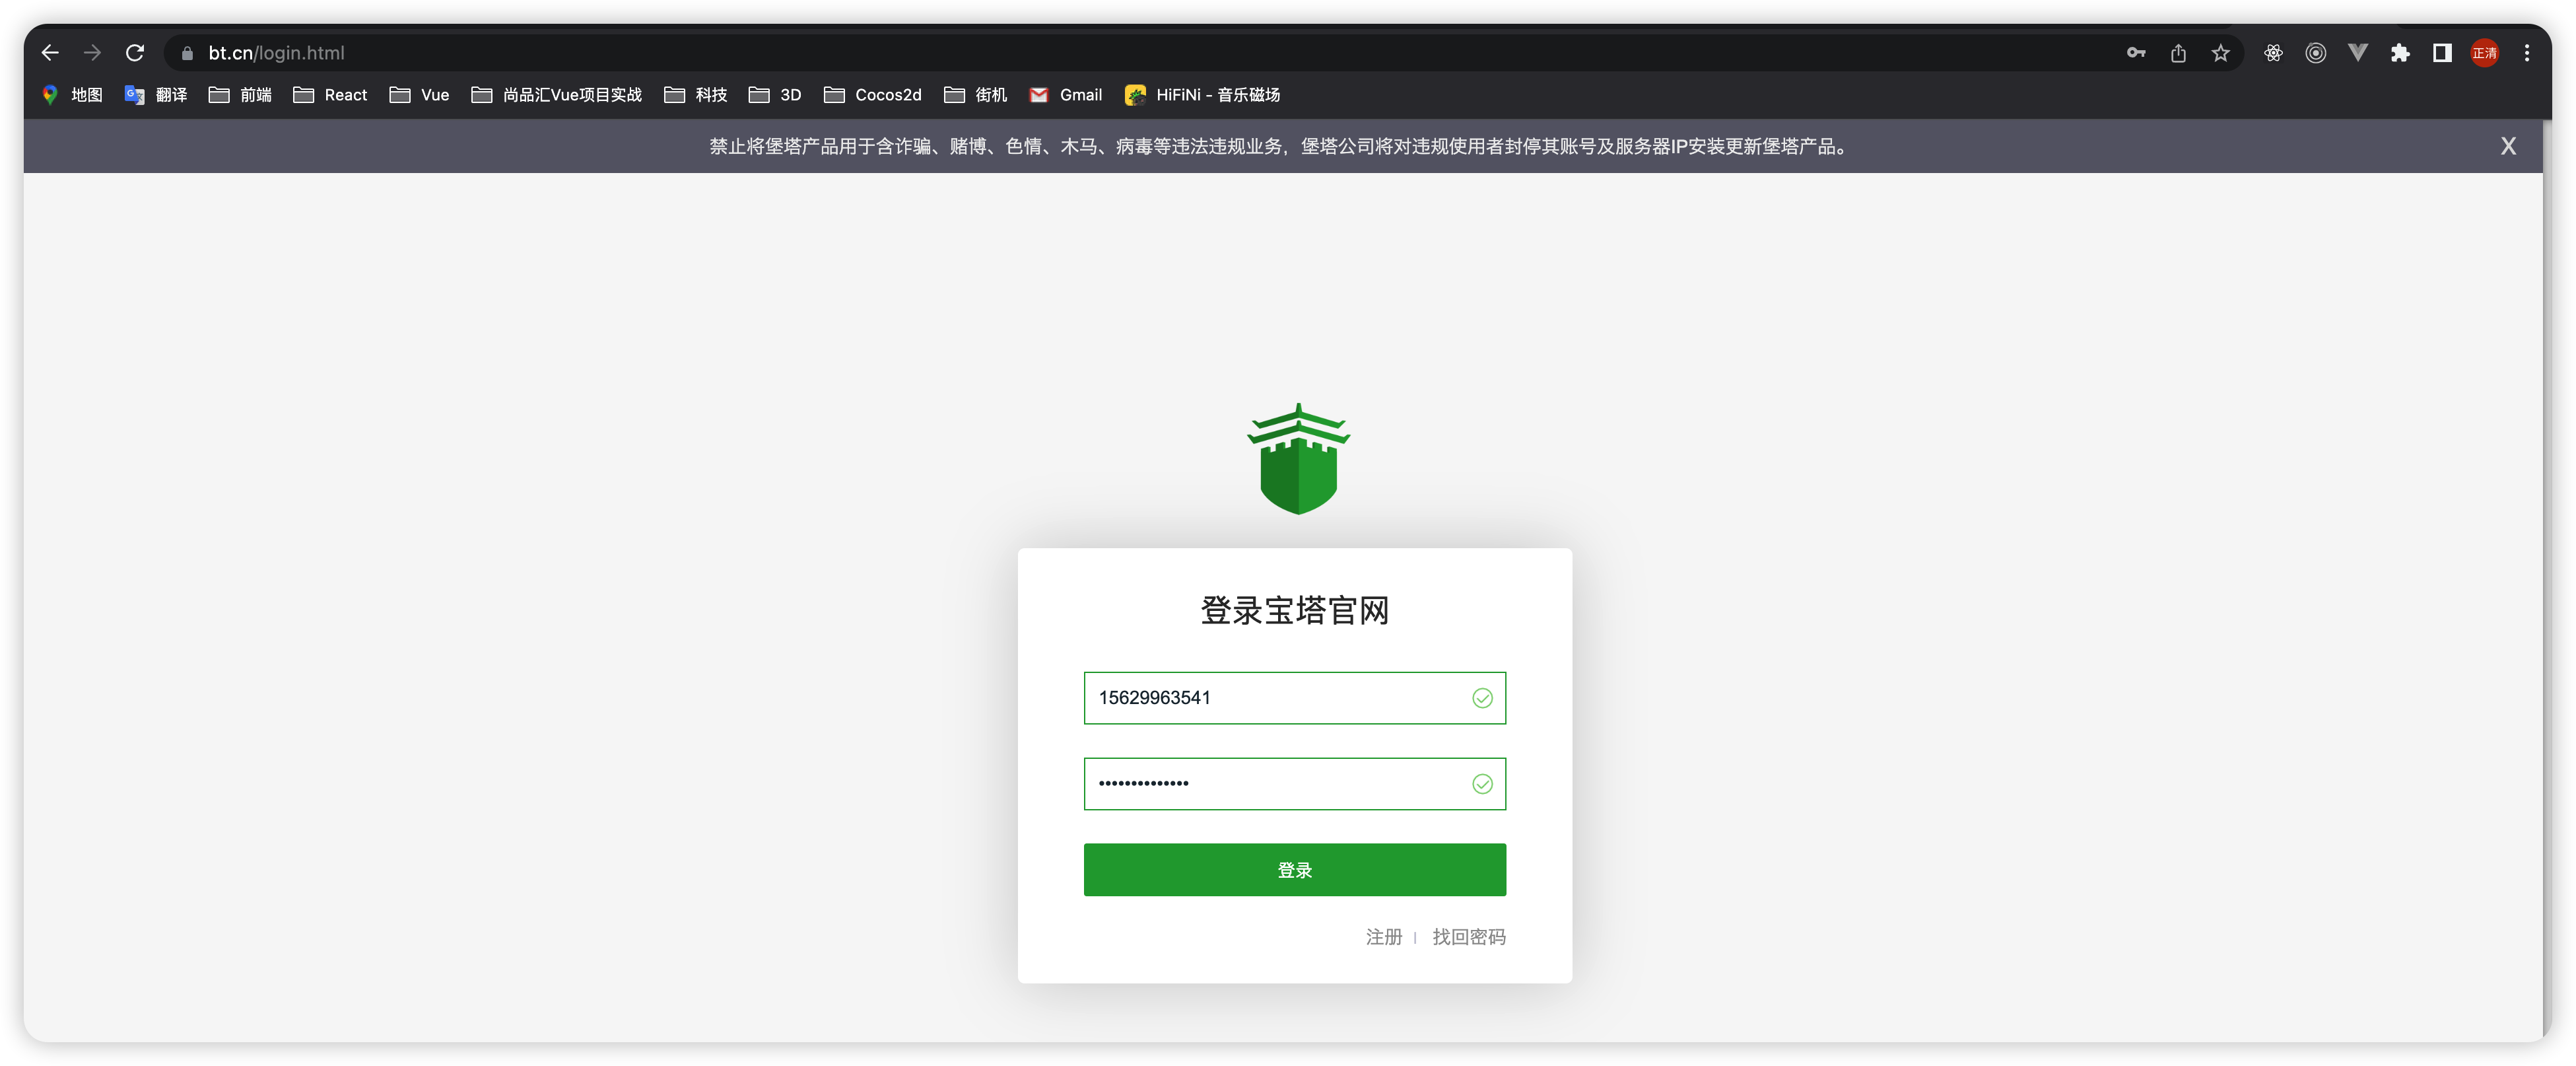 bt.cn/login.html
正清
地图 翻译 前端 React Vue 尚品汇Vue项目实战 科技 3D Cocos2d 街机 Gmail HiFiNi - 音乐磁场
禁止将堡塔产品用于含诈骗、赌博、色情、木马、病毒等违法违规业务，堡塔公司将对违规使用者封停其账号及服务器IP安装更新堡塔产品。 X
登录宝塔官网
15629963541
••••••••••••••
登录
注册 | 找回密码